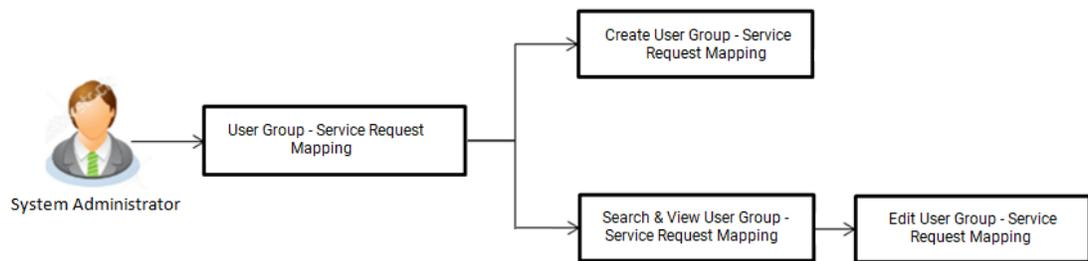 Create User Group - Service
Request Mapping
User Group - Service Request
Mapping
System Administrator
Search & View User Group -
Service Request Mapping
Edit User Group - Service
Request Mapping